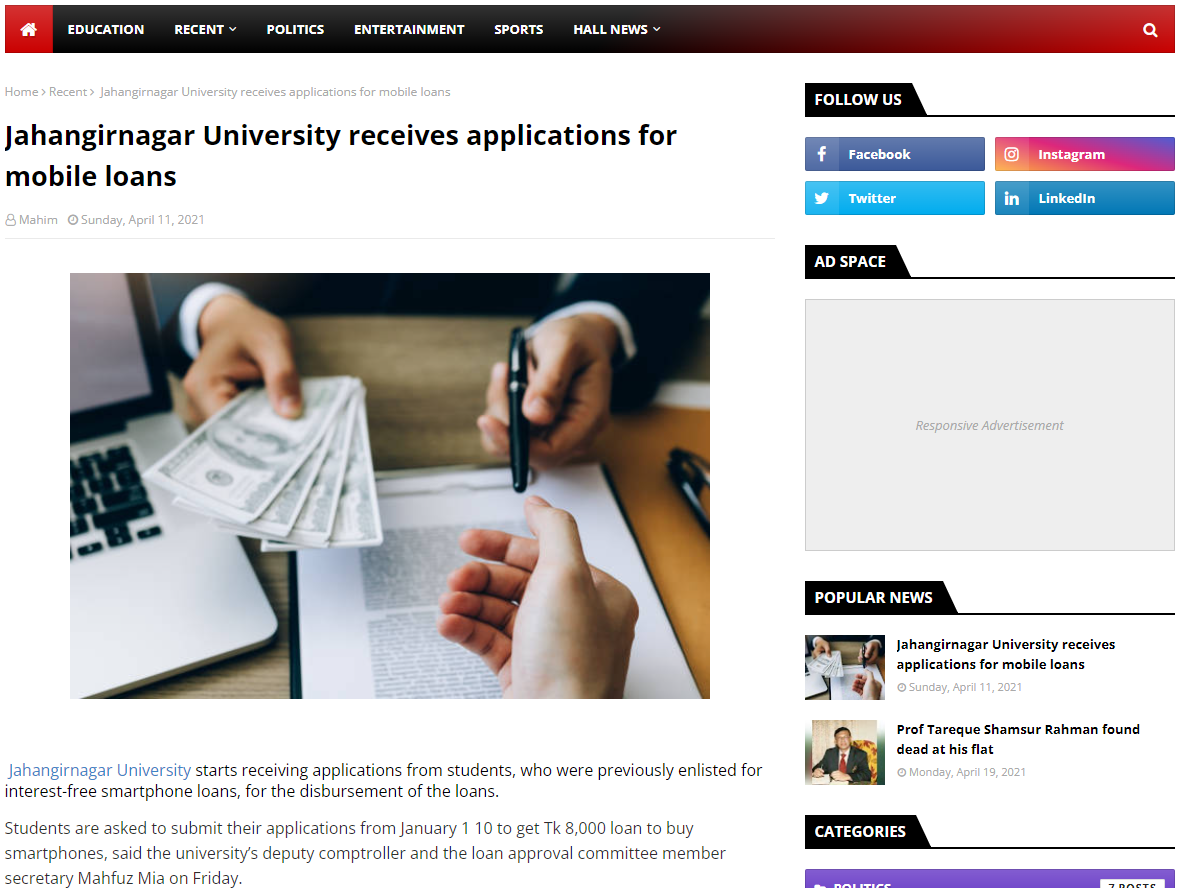 EDUCATION RECENT POLITICS ENTERTAINMENT SPORTS HALL NEWS
Home › Recent › Jahangirnagar University receives applications for mobile loans
Jahangirnagar University receives applications for
mobile loans
Mahim Sunday, April 11, 2021
Jahangirnagar University starts receiving applications from students, who were previously enlisted for
interest-free smartphone loans, for the disbursement of the loans.
Students are asked to submit their applications from January 1 10 to get Tk 8,000 loan to buy
smartphones, said the university's deputy comptroller and the loan approval committee member
secretary Mahfuz Mia on Friday.
FOLLOW US
Facebook Instagram
Twitter LinkedIn
AD SPACE
Responsive Advertisement
POPULAR NEWS
Jahangirnagar University receives
applications for mobile loans
Sunday, April 11, 2021
Prof Tareque Shamsur Rahman found
dead at his flat
Monday, April 19, 2021
CATEGORIES
POLITICS 7 POSTS